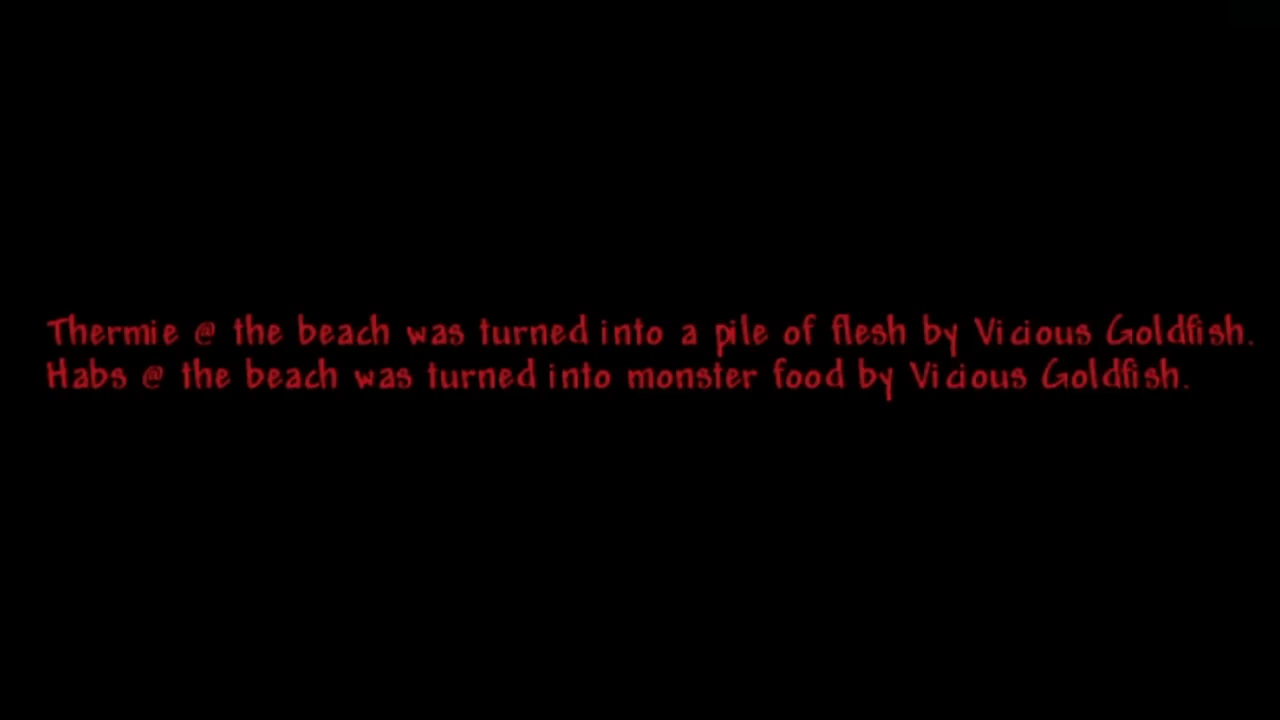 Thermie @ the beach was turned into a pile of flesh by Vicious Goldfish.
Habs @ the beach was turned into monster food by Vicious Goldfish.